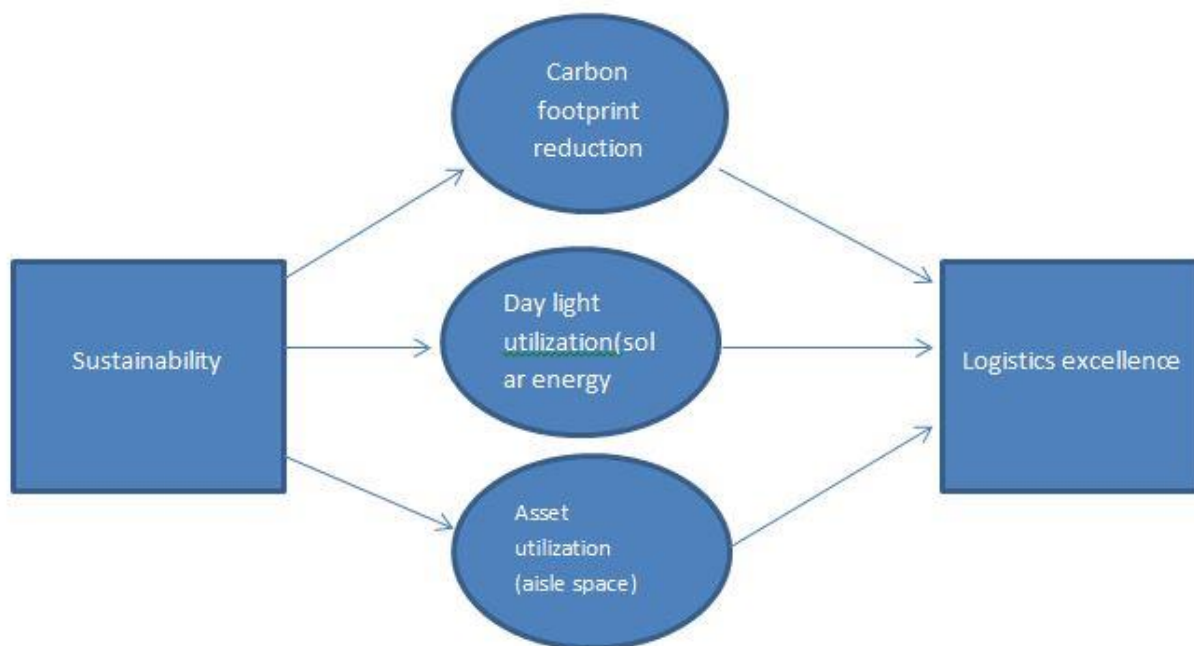 Carbon
footprint
reduction
Sustainability
Day light
utilization(sol
ar energy
Logistics excellence
Asset
utilization
(aisle space)